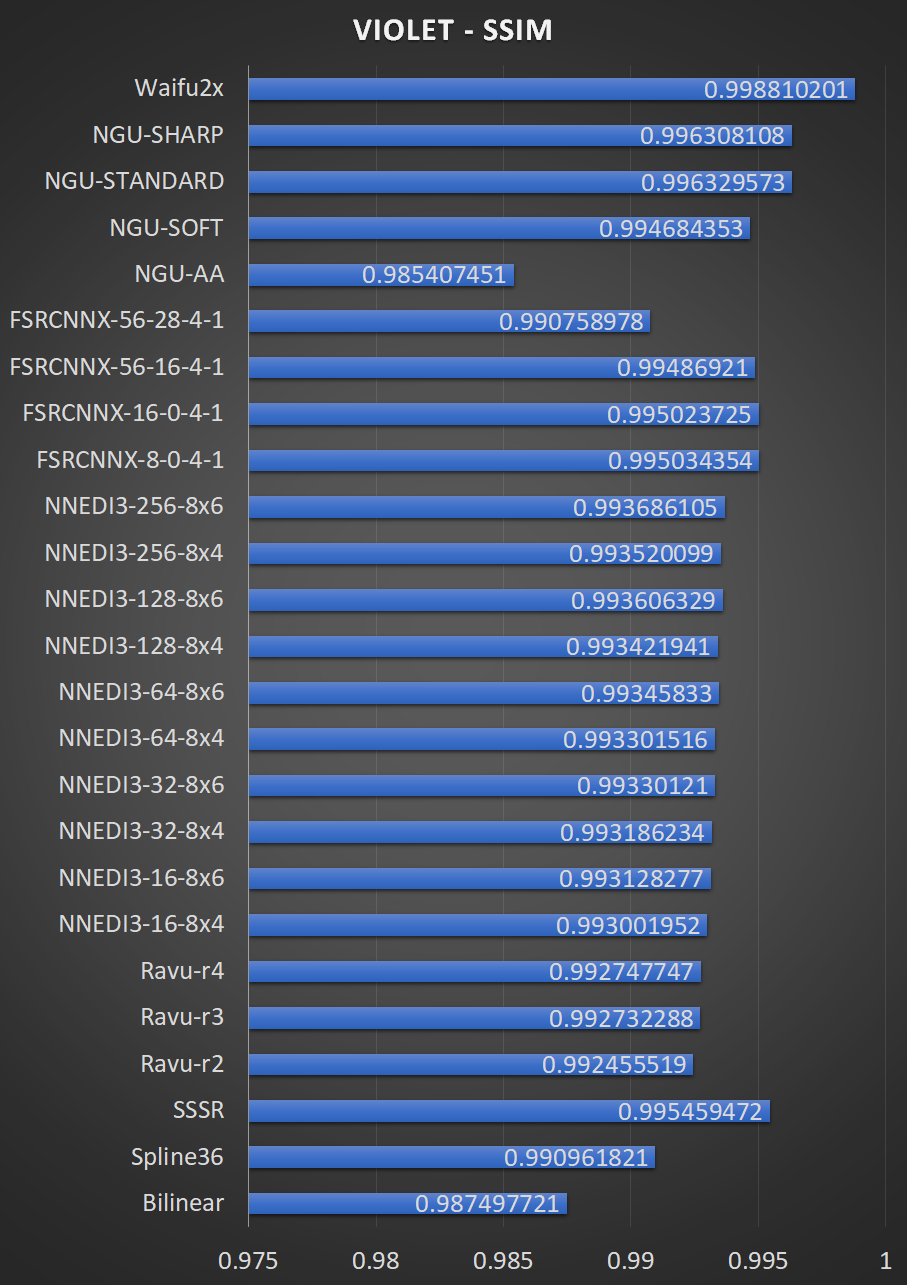 VIOLET - SSIM
Waifu2x 0.998810201
NGU-SHARP 0.996308108
NGU-STANDARD 0.996329573
NGU-SOFT 0.994684353
NGU-AA 0.985407451
FSRCNNX-56-28-4-1 0.990758978
FSRCNNX-56-16-4-1 0.99486921
FSRCNNX-16-0-4-1 0.995023725
FSRCNNX-8-0-4-1 0.995034354
NNEDI3-256-8x6 0.993686105
NNEDI3-256-8x4 0.993520099
NNEDI3-128-8x6 0.993606329
NNEDI3-128-8x4 0.993421941
NNEDI3-64-8x6 0.99345833
NNEDI3-64-8x4 0.993301516
NNEDI3-32-8x6 0.99330121
NNEDI3-32-8x4 0.993186234
NNEDI3-16-8x6 0.993128277
NNEDI3-16-8x4 0.993001952
Ravu-r4 0.992747747
Ravu-r3 0.992732288
Ravu-r2 0.992455519
SSSR 0.995459472
Spline36 0.990961821
Bilinear 0.987497721
0.975 0.98 0.985 0.99 0.995 1